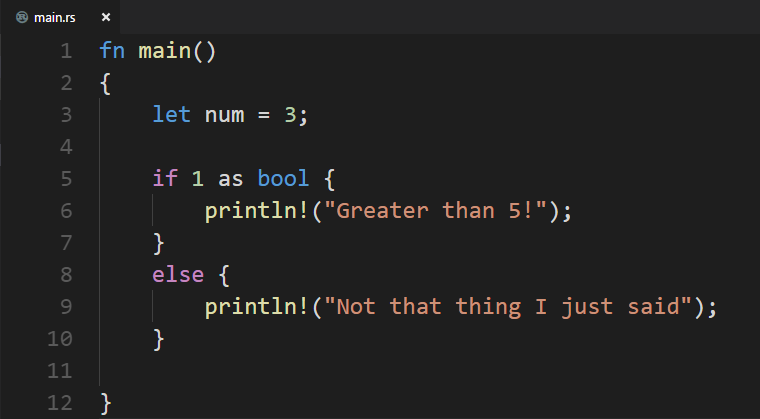 main.rs ×
1 fn main()
2 {
3     let num = 3;
4
5     if 1 as bool {
6         println!("Greater than 5!");
7     }
8     else {
9         println!("Not that thing I just said");
10     }
11
12 }